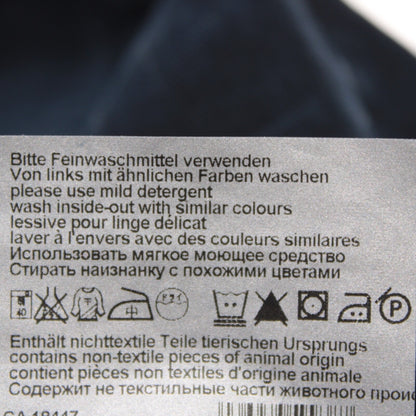 Bitte Feinwaschmittel verwenden
Von links mit ähnlichen Farben waschen
please use mild detergent
wash inside-out with similar colours
lessive pour linge délicat
laver à l'envers avec des couleurs similaires
Использовать мягкое моющее средство
Стирать наизнанку с похожими цветами
Enthält nichttextile Teile tierischen Ursprungs
contains non-textile pieces of animal origin
contient pièces non textiles d'origine animale
Содержит не текстильные части животного прои